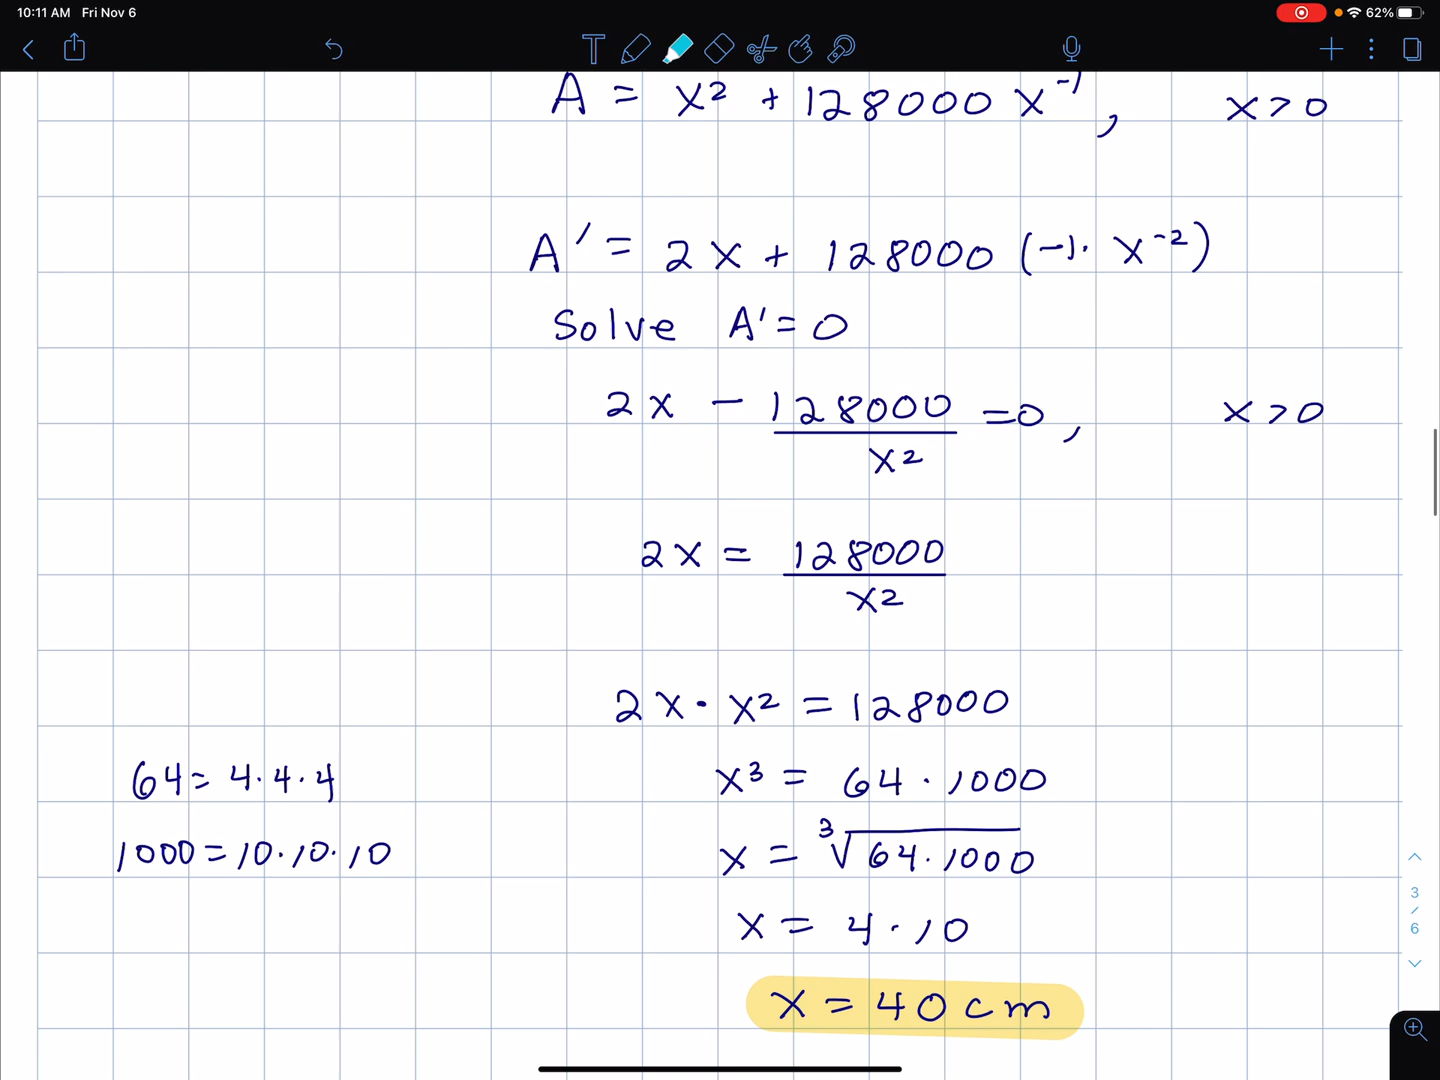 10:11 AM Fri Nov 6
62%
A = x² + 128000 x⁻¹, x > 0
A' = 2x + 128000 (-1 · x⁻²)
Solve A' = 0
2x - 128000/x² = 0, x > 0
2x = 128000/x²
2x · x² = 128000
64 = 4·4·4
x³ = 64 · 1000
1000 = 10·10·10
x = ∛64·1000
x = 4 · 10
x = 40 cm
3
/
6